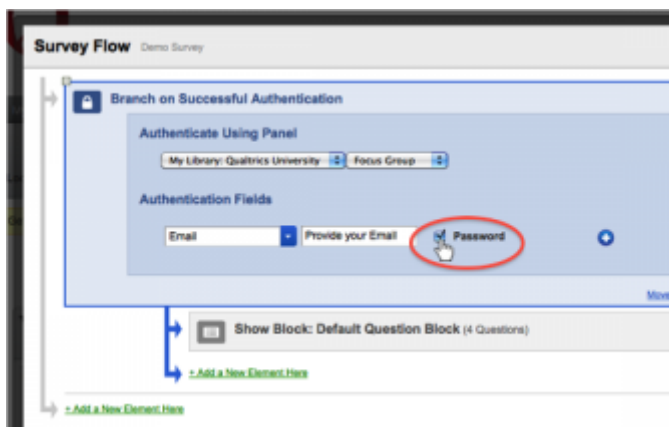 Survey Flow Demo Survey
Branch on Successful Authentication
Authenticate Using Panel
My Library: Qualtrics University Focus Group
Authentication Fields
Email Provide your Email Password
Move
Show Block: Default Question Block (4 Questions)
+ Add a New Element Here
+ Add a New Element Here